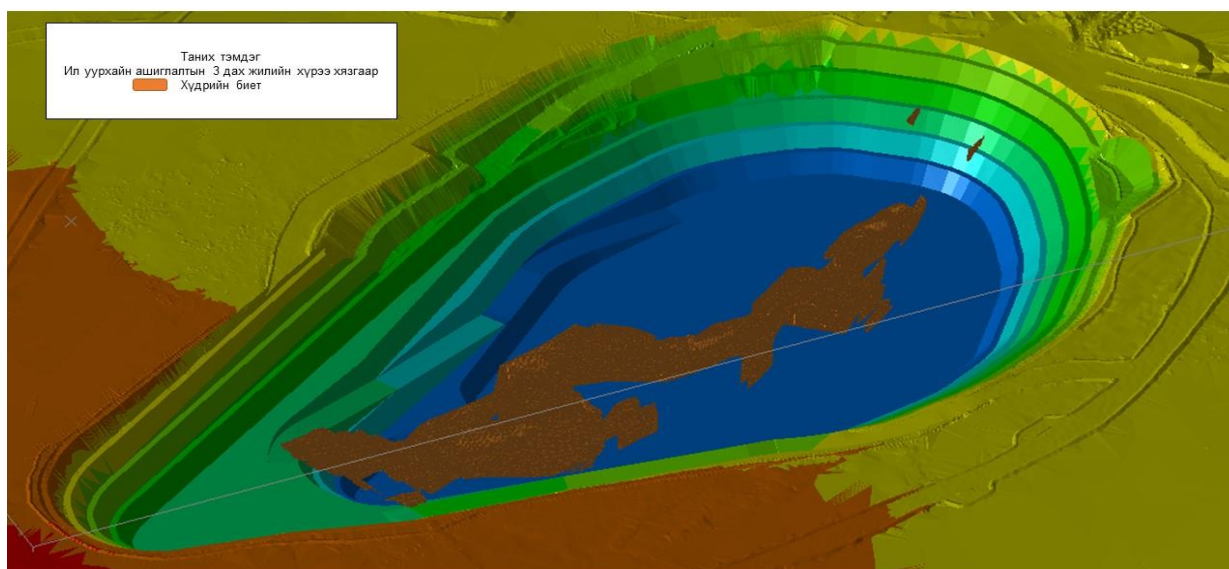 Таних тэмдэг
Ил уурхайн ашиглалтын 3 дах жилийн хүрээ хязгаар
Хүдрийн биет